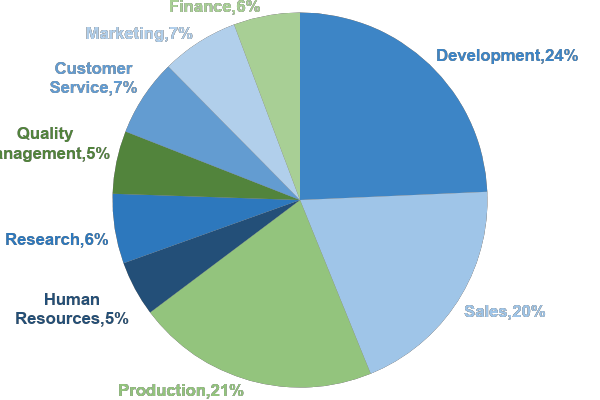 Finance,6%
Marketing,7%
Development,24%
Customer
Service,7%
Quality
anagement,5%
Research,6%
Human
Resources,5%
Sales,20%
Production,21%